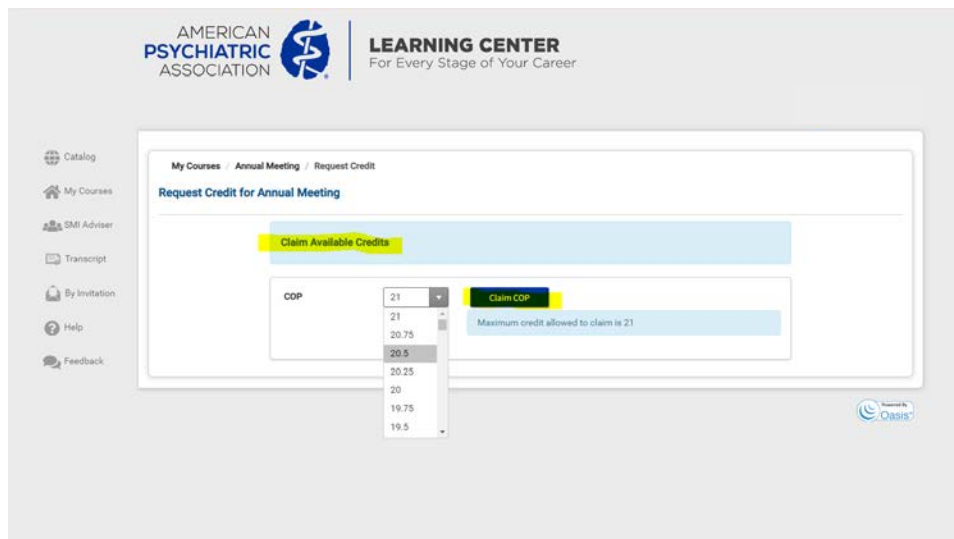 AMERICAN
PSYCHIATRIC
ASSOCIATION
LEARNING CENTER
For Every Stage of Your Career
Catalog
My Courses
SMI Adviser
Transcript
By Invitation
Help
Feedback
My Courses / Annual Meeting / Request Credit
Request Credit for Annual Meeting
Claim Available Credits
COP
21
Claim COP
Maximum credit allowed to claim is 21
21
20.75
20.5
20.25
20
19.75
19.5
Powered By
Oasis